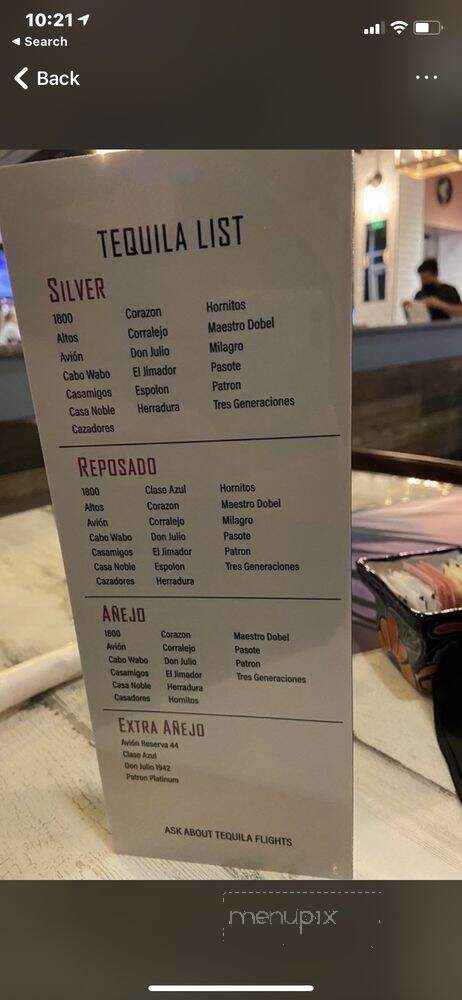 10:21
Search
Back
TEQUILA LIST
SILVER
1800
Altos
Avión
Cabo Wabo
Casamigos
Casa Noble
Cazadores
Corazon
Corralejo
Don Julio
El Jimador
Espolon
Herradura
Hornitos
Maestro Dobel
Milagro
Pasote
Patron
Tres Generaciones
REPOSADO
1800
Altos
Avión
Cabo Wabo
Casamigos
Casa Noble
Cazadores
Clase Azul
Corazon
Corralejo
Don Julio
El Jimador
Espolon
Herradura
Hornitos
Maestro Dobel
Milagro
Pasote
Patron
Tres Generaciones
AÑEJO
1800
Avión
Cabo Wabo
Casamigos
Casa Noble
Casadores
Corazon
Corralejo
Don Julio
El Jimador
Herradura
Hornitos
Maestro Dobel
Pasote
Patron
Tres Generaciones
EXTRA AÑEJO
Avión Reserva 44
Clase Azul
Don Julio 1942
Patron Platinum
ASK ABOUT TEQUILA FLIGHTS
menupix